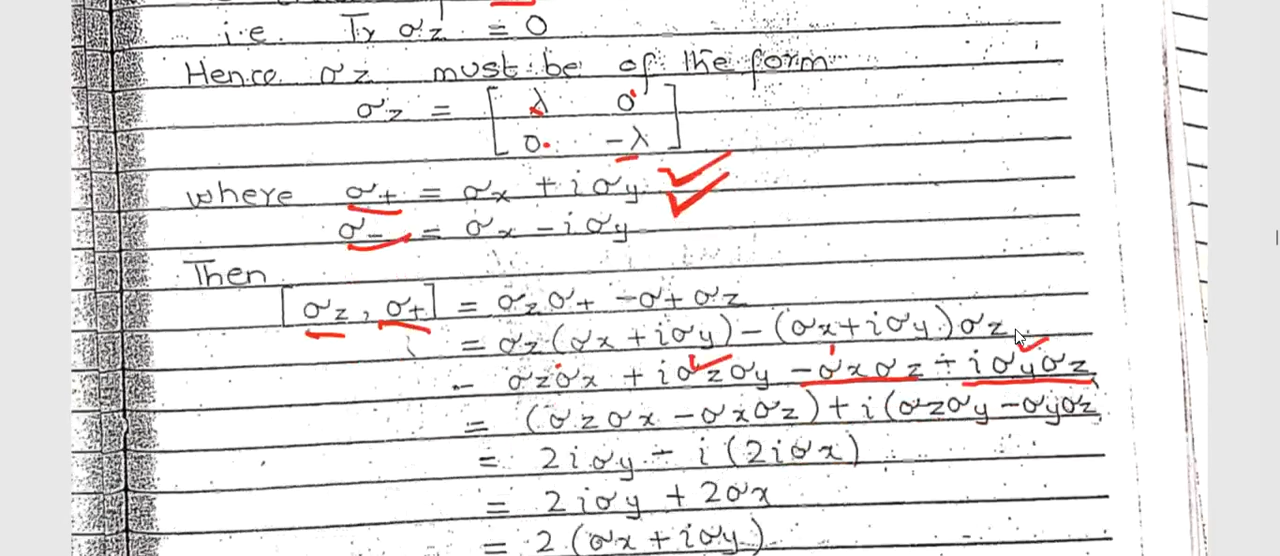 i.e. Tr σz = 0
Hence σz must be of the form
σz = [ λ 0
0 -λ ]
where σ+ = σx + iσy
σ- = σx - iσy
Then
[σz, σ+] = σzσ+ - σ+σz
= σz(σx + iσy) - (σx + iσy)σz
- σzσx + iσzσy - σxσz - iσyσz
= (σzσx - σxσz) + i(σzσy - σyσz
= 2iσy - i(2iσx)
= 2iσy + 2σx
= 2(σx + iσy)